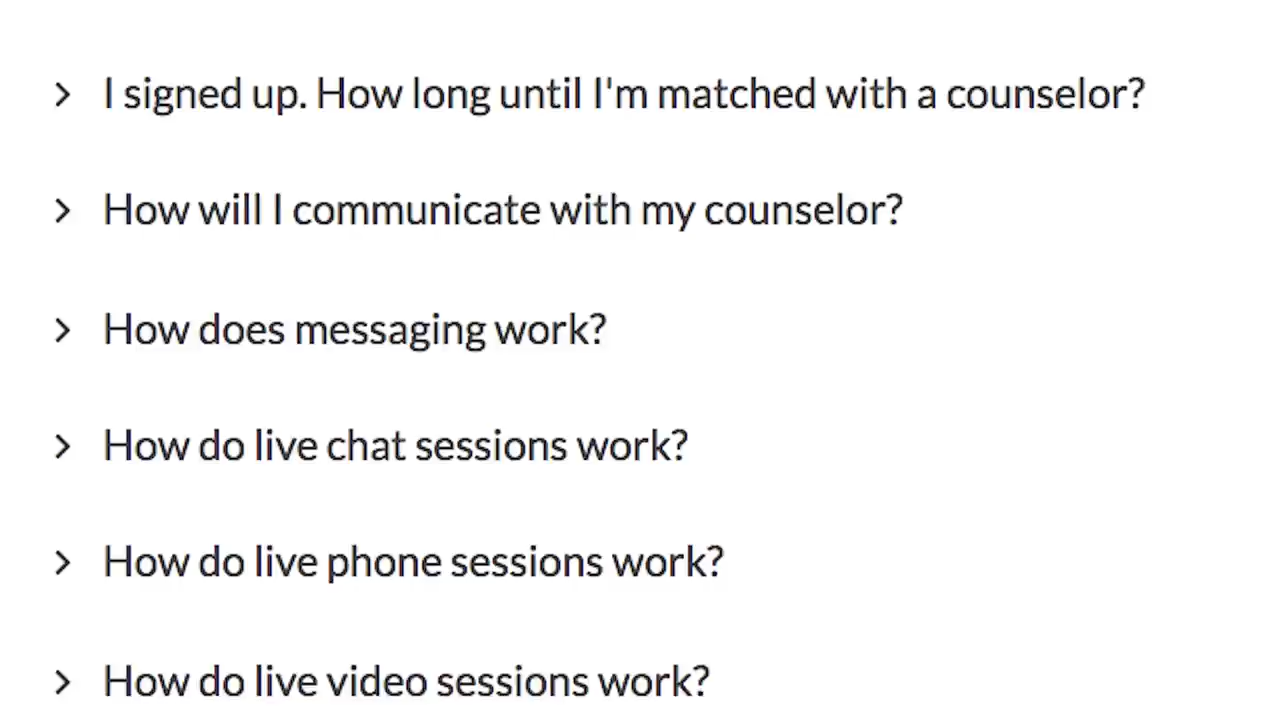 I signed up. How long until I'm matched with a counselor?
How will I communicate with my counselor?
How does messaging work?
How do live chat sessions work?
How do live phone sessions work?
How do live video sessions work?